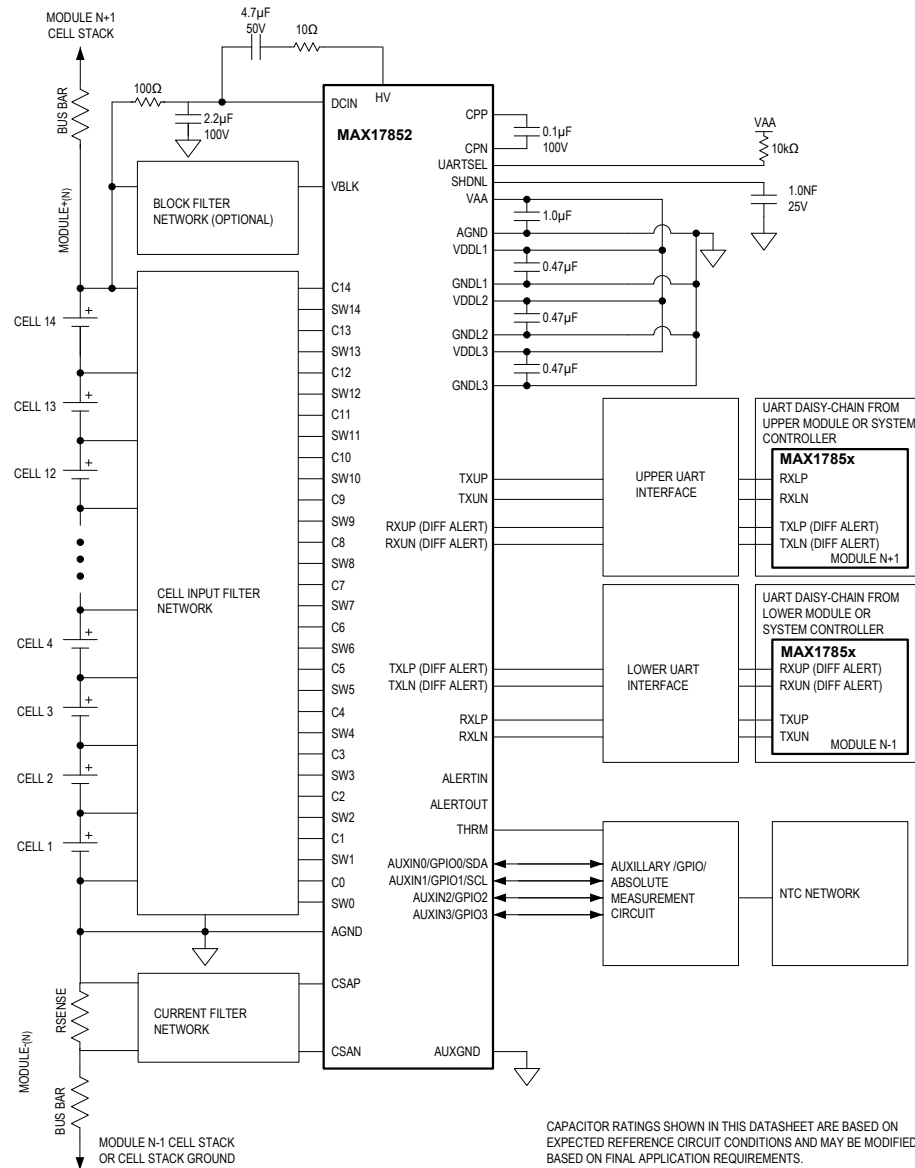 MODULE N+1
CELL STACK
4.7µF
50V
10Ω
BUS BAR
100Ω
2.2µF
100V
DCIN
HV
MAX17852
CPP
CPN
0.1µF
100V
VAA
10kΩ
UARTSEL
SHDNL
1.0NF
25V
VAA
1.0µF
AGND
VDDL1
0.47µF
GNDL1
VDDL2
0.47µF
GNDL2
VDDL3
0.47µF
GNDL3
BLOCK FILTER
NETWORK (OPTIONAL)
VBLK
MODULE+(N)
CELL 14
+
CELL 13
+
CELL 12
+
CELL 4
+
CELL 3
+
CELL 2
+
CELL 1
+
CELL INPUT FILTER
NETWORK
C14
SW14
C13
SW13
C12
SW12
C11
SW11
C10
SW10
C9
SW9
C8
SW8
C7
SW7
C6
SW6
C5
SW5
C4
SW4
C3
SW3
C2
SW2
C1
SW1
C0
SW0
AGND
TXUP
TXUN
RXUP (DIFF ALERT)
RXUN (DIFF ALERT)
UPPER UART
INTERFACE
UART DAISY-CHAIN FROM
UPPER MODULE OR SYSTEM
CONTROLLER
MAX1785x
RXLP
RXLN
TXLP (DIFF ALERT)
TXLN (DIFF ALERT)
MODULE N+1
TXLP (DIFF ALERT)
TXLN (DIFF ALERT)
RXLP
RXLN
LOWER UART
INTERFACE
UART DAISY-CHAIN FROM
LOWER MODULE OR
SYSTEM CONTROLLER
MAX1785x
RXUP (DIFF ALERT)
RXUN (DIFF ALERT)
TXUP
TXUN
MODULE N-1
ALERTIN
ALERTOUT
THRM
AUXIN0/GPIO0/SDA
AUXIN1/GPIO1/SCL
AUXIN2/GPIO2
AUXIN3/GPIO3
AUXILLARY /GPIO/
ABSOLUTE
MEASUREMENT
CIRCUIT
NTC NETWORK
CSAP
CSAN
CURRENT FILTER
NETWORK
RSENSE
MODULE-(N)
BUS BAR
AUXGND
MODULE N-1 CELL STACK
OR CELL STACK GROUND
CAPACITOR RATINGS SHOWN IN THIS DATASHEET ARE BASED ON
EXPECTED REFERENCE CIRCUIT CONDITIONS AND MAY BE MODIFIED
BASED ON FINAL APPLICATION REQUIREMENTS.